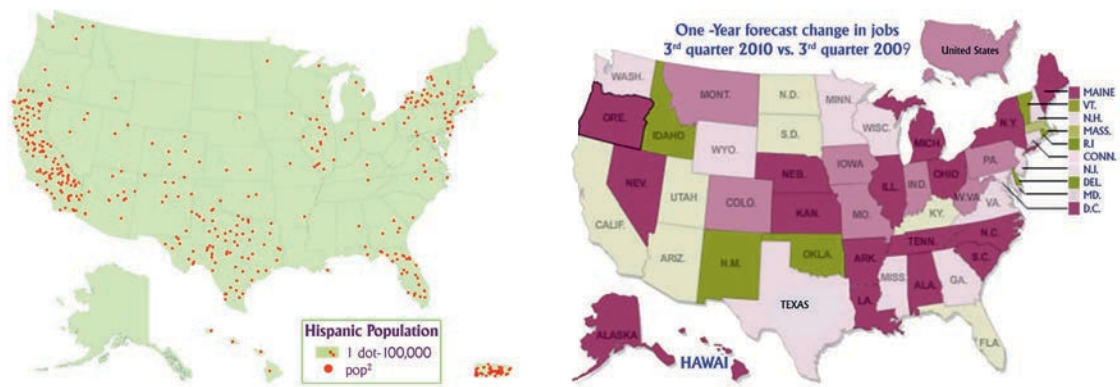 Hispanic Population
1 dot-100,000
pop²
One -Year forecast change in jobs
3rd quarter 2010 vs. 3rd quarter 2009
United States
WASH.
MONT.
N.D.
MINN.
ORE.
IDAHO
S.D.
WISC.
MICH.
N.Y.
WYO.
IOWA
NEB.
PA.
NEV.
UTAH
COLO.
ILL.
IND.
OHIO
W.VA
VA.
KAN.
MO.
KY.
CALIF.
ARIZ.
N.M.
OKLA.
ARK.
TENN.
N.C.
S.C.
TEXAS
LA.
MISS.
ALA.
GA.
FLA
ALASKA
HAWAI
MAINE
VT.
N.H.
MASS.
R.I
CONN.
N.J.
DEL.
MD.
D.C.